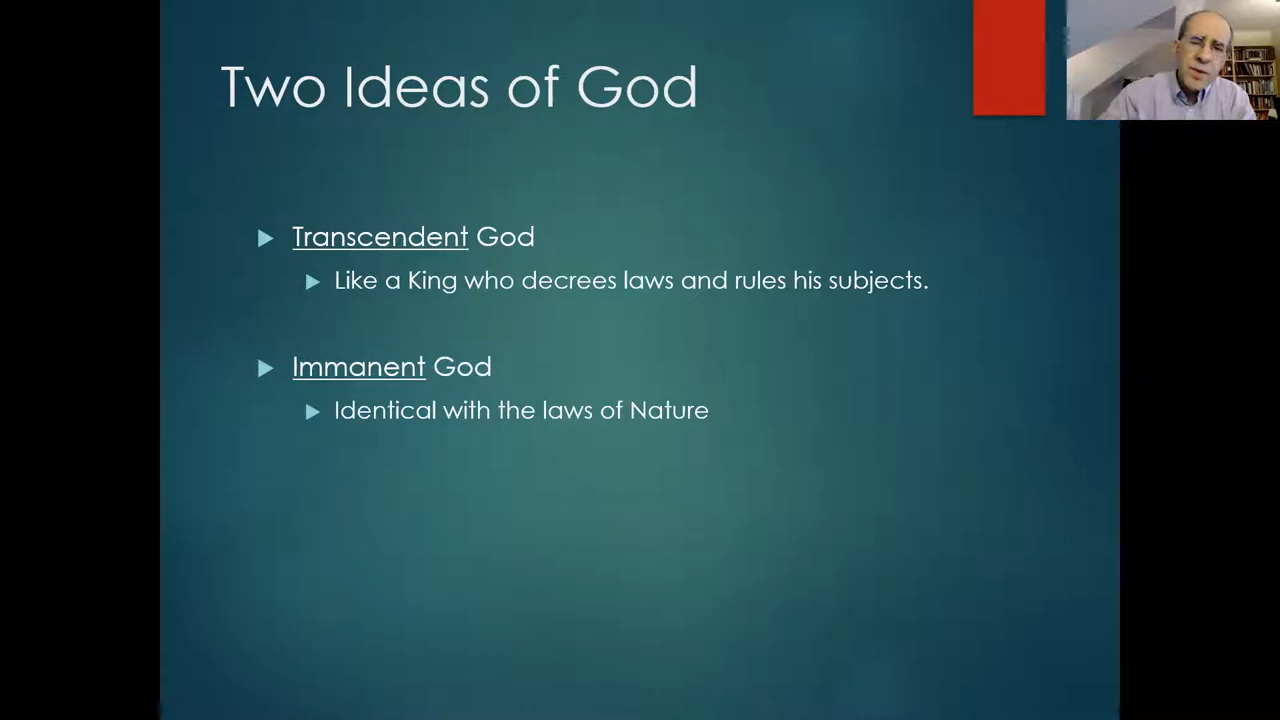 Two Ideas of God
Transcendent God
Like a King who decrees laws and rules his subjects.
Immanent God
Identical with the laws of Nature